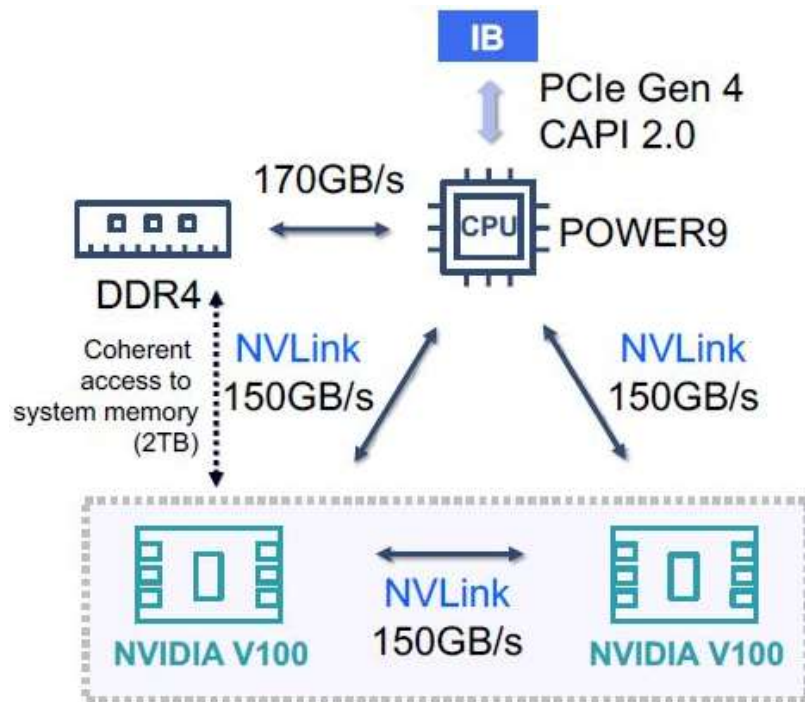 IB
PCIe Gen 4
CAPI 2.0
170GB/s
CPU
POWER9
DDR4
Coherent
access to
system memory
(2TB)
NVLink
150GB/s
NVLink
150GB/s
NVLink
150GB/s
NVIDIA V100
NVIDIA V100